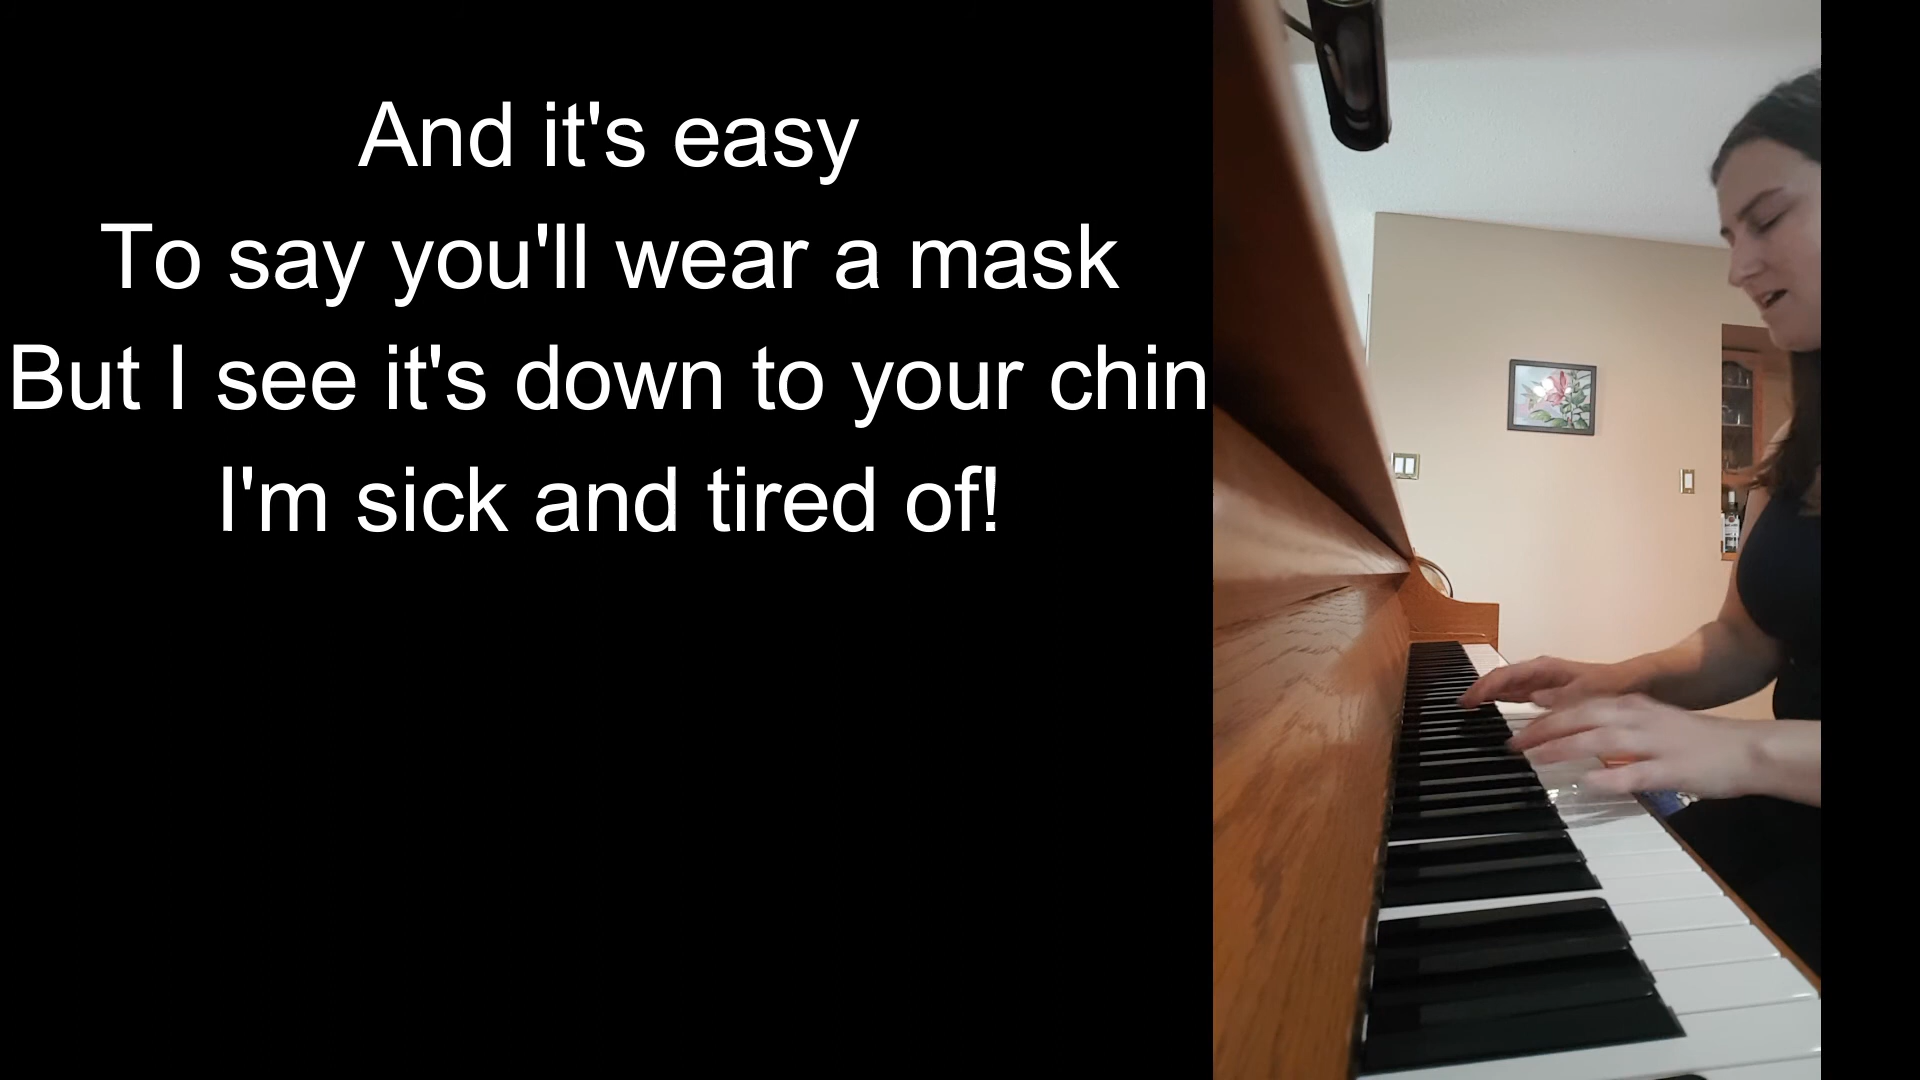 And it's easy
To say you'll wear a mask
But I see it's down to your chin
I'm sick and tired of!